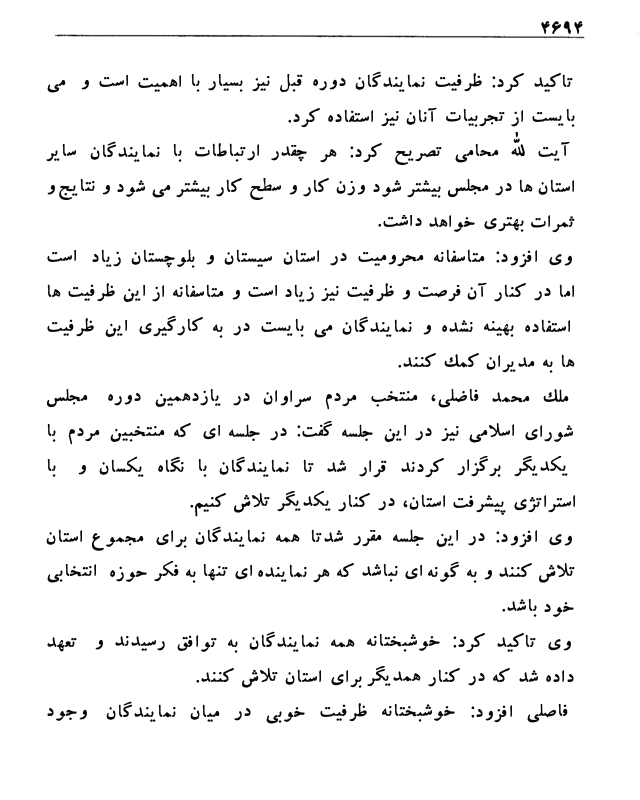 ۴۶۹۴
تاکید کرد: ظرفیت نمایندگان دوره قبل نیز بسیار با اهمیت است و می
بایست از تجربیات آنان نیز استفاده کرد.
آیت الله محامی تصریح کرد: هر چقدر ارتباطات با نمایندگان سایر
استان ها در مجلس بیشتر شود وزن کار و سطح کار بیشتر می شود و نتایج و
ثمرات بهتری خواهد داشت.
وی افزود: متاسفانه محرومیت در استان سیستان و بلوچستان زیاد است
اما در کنار آن فرصت و ظرفیت نیز زیاد است و متاسفانه از این ظرفیت ها
استفاده بهینه نشده و نمایندگان می بایست در به کارگیری این ظرفیت
ها به مدیران کمك کنند.
ملك محمد فاضلی، منتخب مردم سراوان در یازدهمین دوره مجلس
شورای اسلامی نیز در این جلسه گفت: در جلسه ای که منتخبین مردم با
یکدیگر برگزار کردند قرار شد تا نمایندگان با نگاه یکسان و با
استراتژی پیشرفت استان، در کنار یکدیگر تلاش کنیم.
وی افزود: در این جلسه مقرر شدتا همه نمایندگان برای مجموع استان
تلاش کنند و به گونه ای نباشد که هر نماینده ای تنها به فکر حوزه انتخابی
خود باشد.
وی تاکید کرد: خوشبختانه همه نمایندگان به توافق رسیدند و تعهد
داده شد که در کنار همدیگر برای استان تلاش کنند.
فاصلی افزود: خوشبختانه ظرفیت خوبی در میان نمایندگان وجود